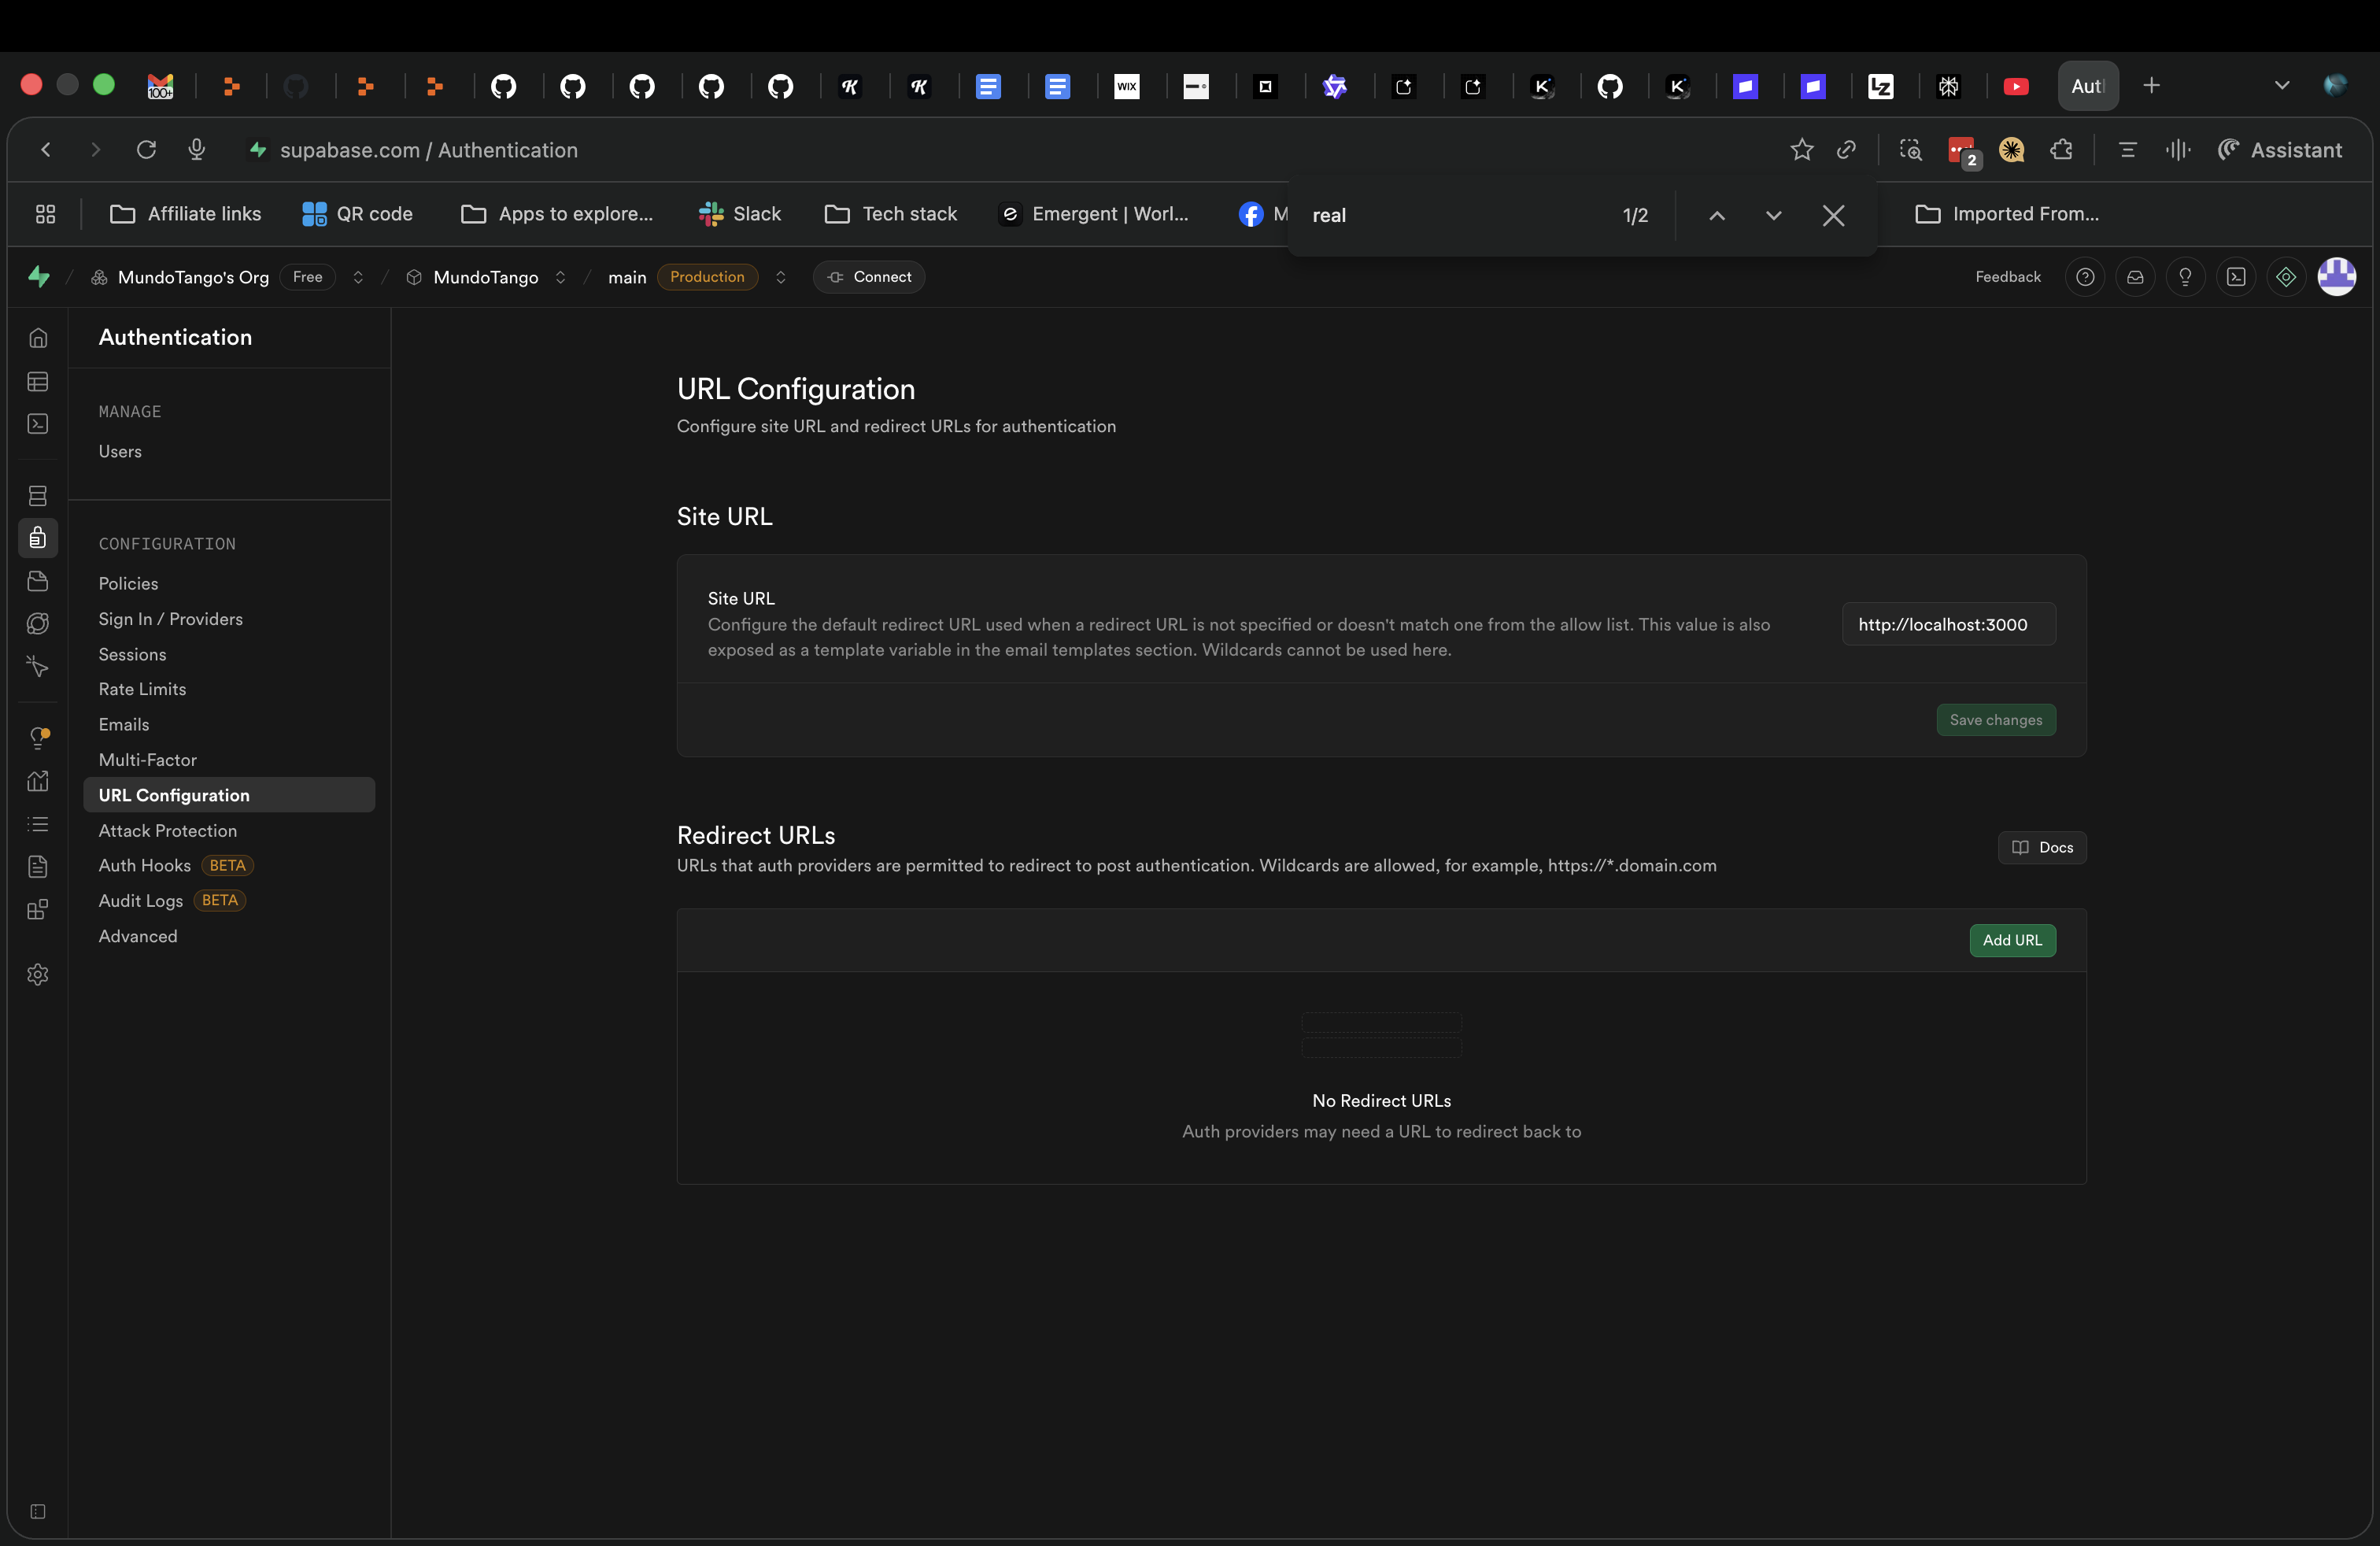 100+
WIX
Aut
supabase.com / Authentication
2
Assistant
Affiliate links
QR code
Apps to explore...
Slack
Tech stack
Emergent | Worl...
M
real
1/2
Imported From...
MundoTango's Org
Free
MundoTango
main
Production
Connect
Feedback
Authentication
MANAGE
Users
CONFIGURATION
Policies
Sign In / Providers
Sessions
Rate Limits
Emails
Multi-Factor
URL Configuration
Attack Protection
Auth Hooks BETA
Audit Logs BETA
Advanced
URL Configuration
Configure site URL and redirect URLs for authentication
Site URL
Site URL
Configure the default redirect URL used when a redirect URL is not specified or doesn't match one from the allow list. This value is also
exposed as a template variable in the email templates section. Wildcards cannot be used here.
http://localhost:3000
Save changes
Redirect URLs
URLs that auth providers are permitted to redirect to post authentication. Wildcards are allowed, for example, https://*.domain.com
Docs
Add URL
No Redirect URLs
Auth providers may need a URL to redirect back to